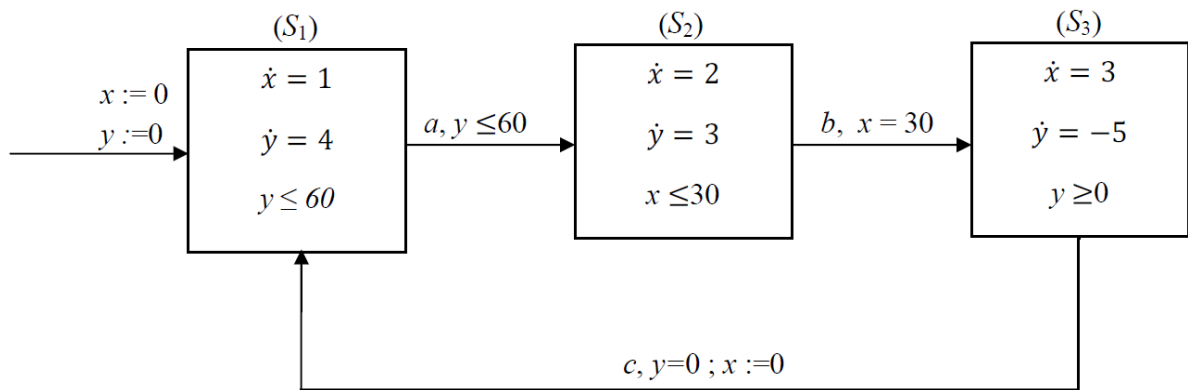 (S₁)
(S₂)
(S₃)
x := 0
y :=0
ẋ = 1
ẏ = 4
y ≤ 60
a, y ≤60
ẋ = 2
ẏ = 3
x ≤30
b, x = 30
ẋ = 3
ẏ = −5
y ≥0
c, y=0 ; x :=0